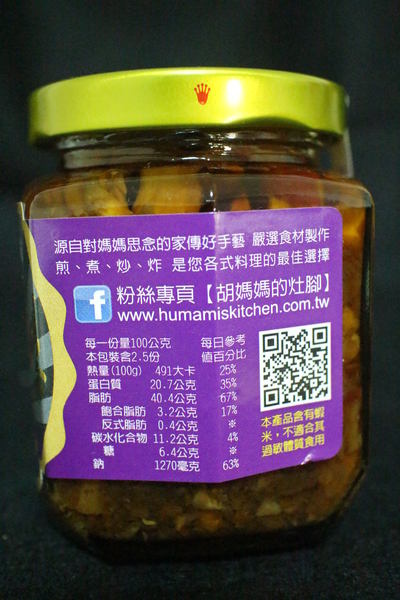 源自對媽媽思念的家傳好手藝 嚴選食材製作
煎、煮、炒、炸 是您各式料理的最佳選擇
f 粉絲專頁【胡媽媽的灶腳】
www.humamiskitchen.com.tw
每一份量100公克 每日參考
本包裝含2.5份 值百分比
熱量(100g) 491大卡 25%
蛋白質 20.7公克 35%
脂肪 40.4公克 67%
飽合脂肪 3.2公克 17%
反式脂肪 0.4公克 ※
碳水化合物 11.2公克 4%
糖 6.4公克 ※
鈉 1270毫克 63%
本產品含有蝦
米，不適合其
過敏體質食用